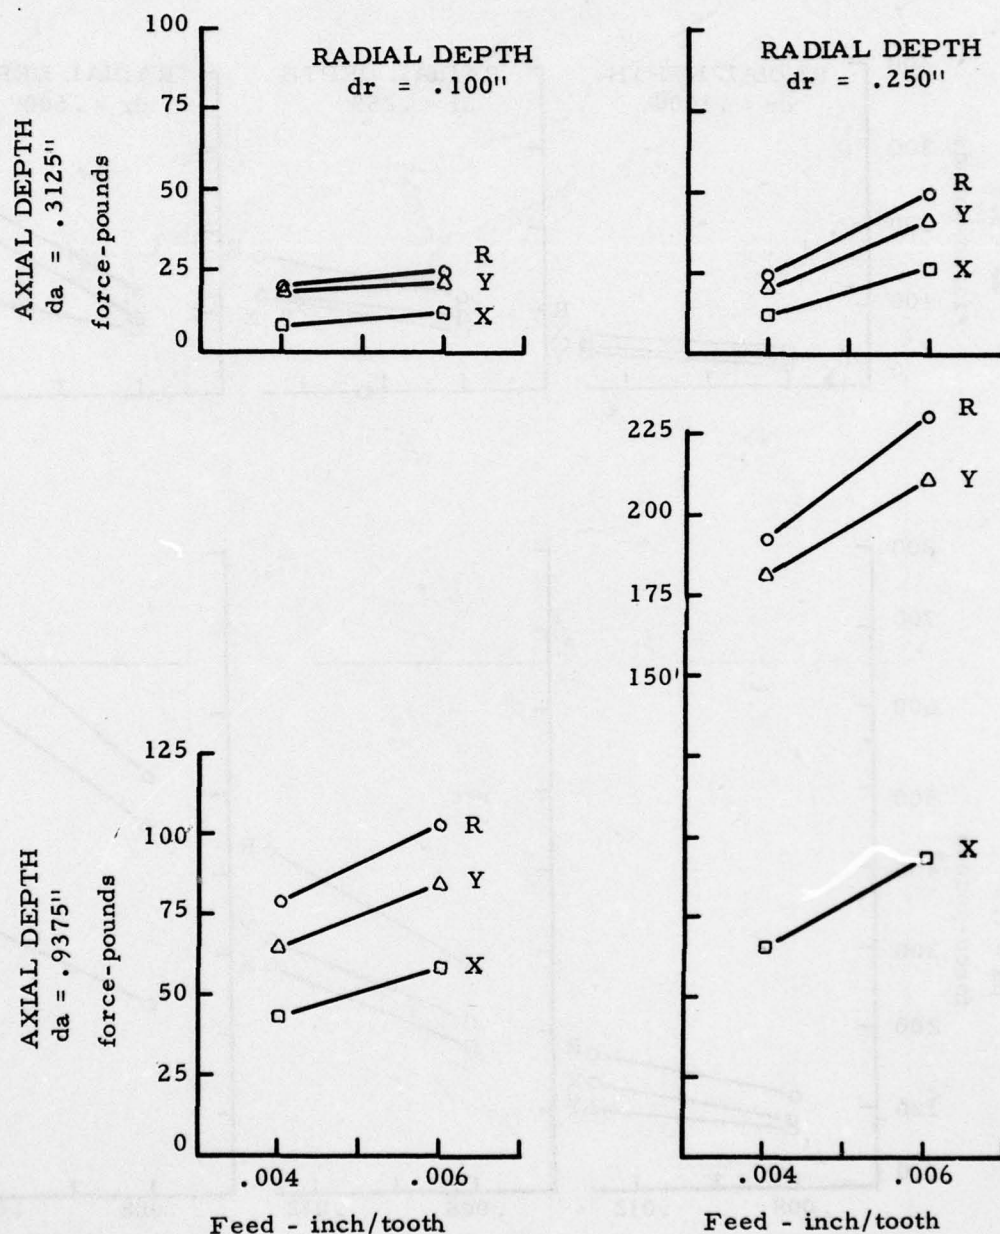 RADIAL DEPTH
dr = .100"
100
75
50
25
0
AXIAL DEPTH
da = .3125"
force-pounds
R
Y
X
RADIAL DEPTH
dr = .250"
R
Y
X
125
100
75
50
25
0
AXIAL DEPTH
da = .9375"
force-pounds
R
Y
X
.004
.006
Feed - inch/tooth
225
200
175
150
R
Y
X
.004
.006
Feed - inch/tooth